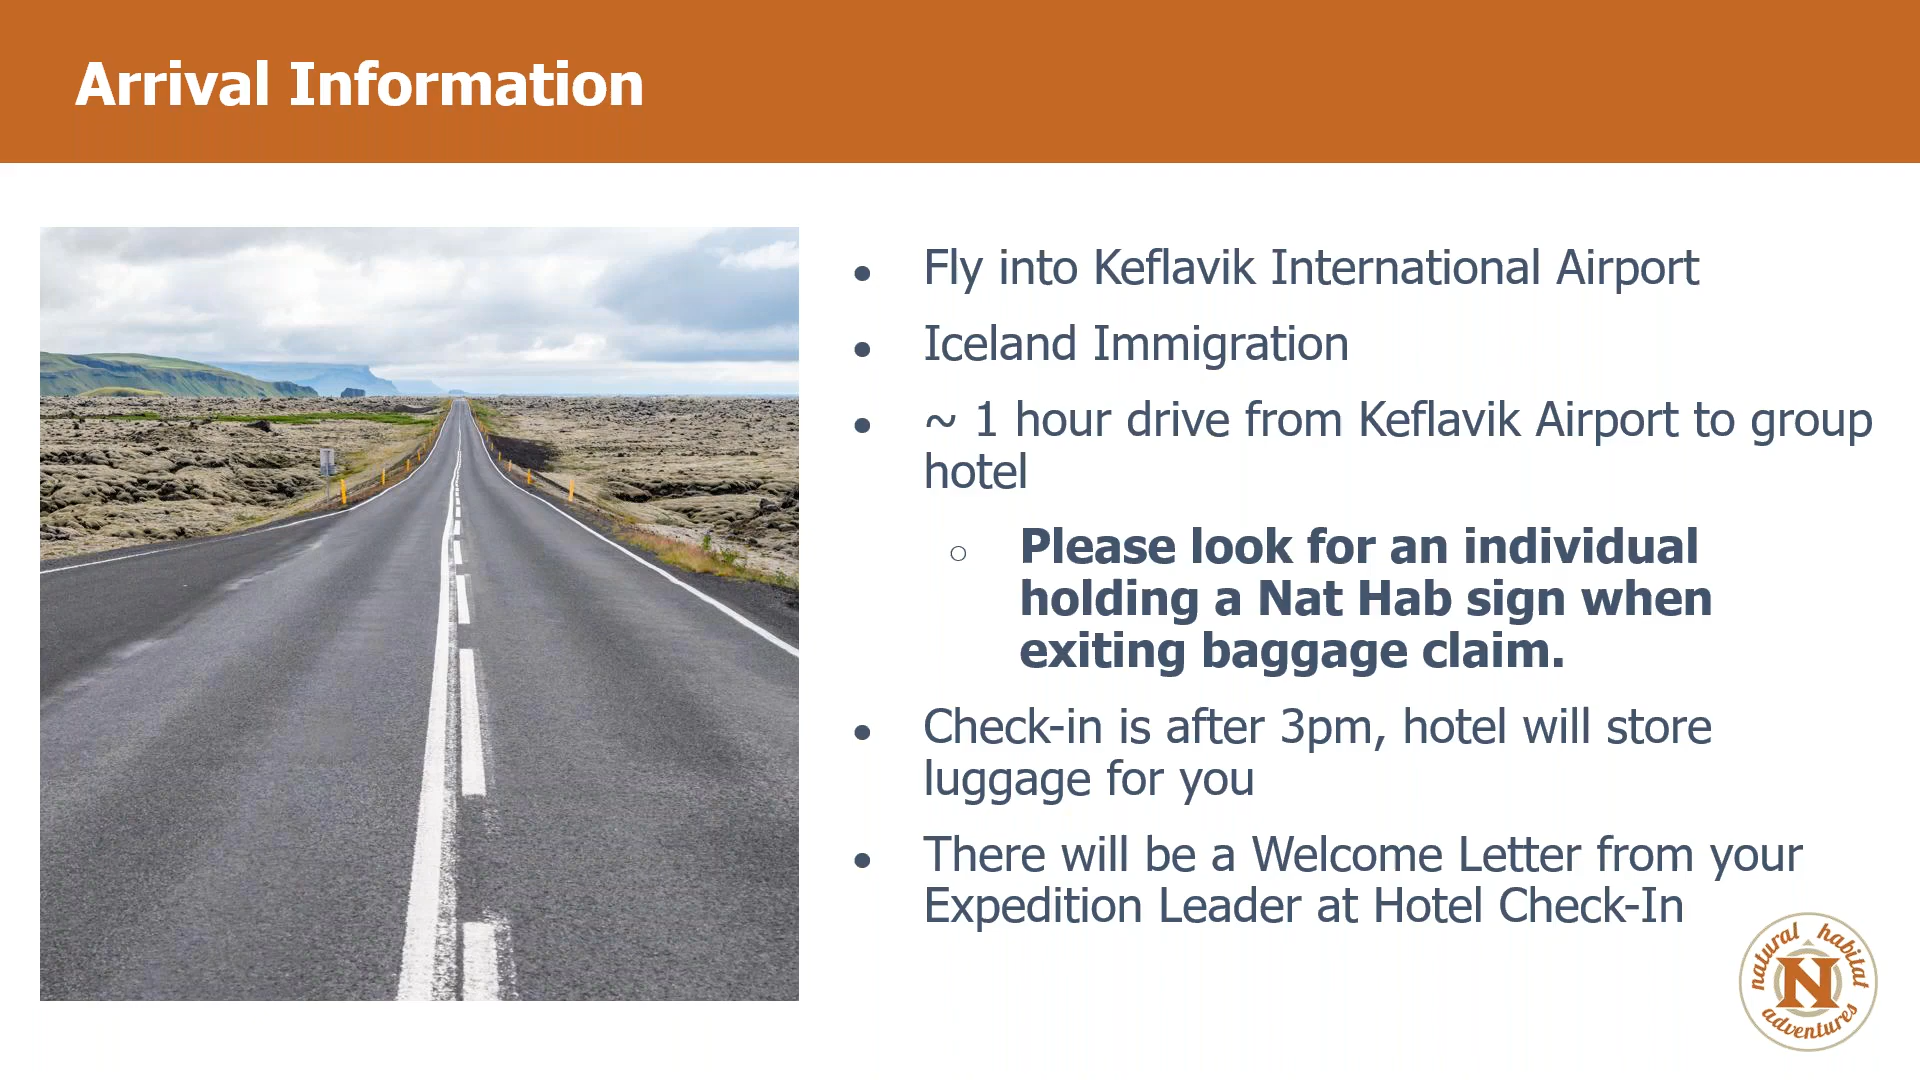 Arrival Information
● Fly into Keflavik International Airport
● Iceland Immigration
● ~ 1 hour drive from Keflavik Airport to group
hotel
○ Please look for an individual
holding a Nat Hab sign when
exiting baggage claim.
● Check-in is after 3pm, hotel will store
luggage for you
● There will be a Welcome Letter from your
Expedition Leader at Hotel Check-In
natural habitat
N
adventures